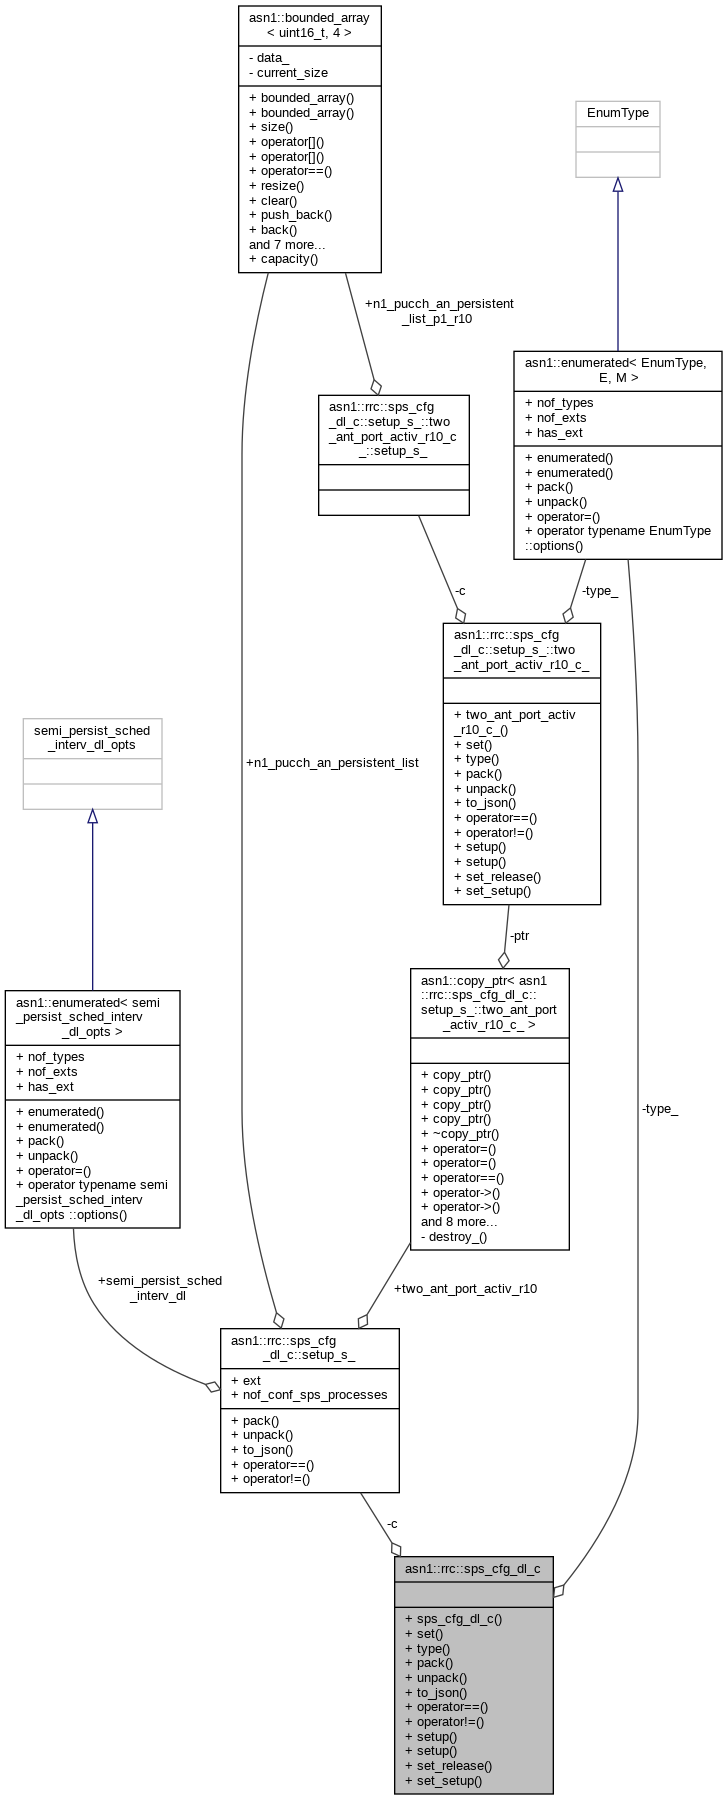 asn1::bounded_array
< uint16_t, 4 >
- data_
- current_size
+ bounded_array()
+ bounded_array()
+ size()
+ operator[]()
+ operator[]()
+ operator==()
+ resize()
+ clear()
+ push_back()
+ back()
and 7 more...
+ capacity()
EnumType
+n1_pucch_an_persistent
_list_p1_r10
asn1::enumerated< EnumType,
E, M >
+ nof_types
+ nof_exts
+ has_ext
+ enumerated()
+ enumerated()
+ pack()
+ unpack()
+ operator=()
+ operator typename EnumType
::options()
asn1::rrc::sps_cfg
_dl_c::setup_s_::two
_ant_port_activ_r10_c
_::setup_s_
-c
-type_
asn1::rrc::sps_cfg
_dl_c::setup_s_::two
_ant_port_activ_r10_c_
+ two_ant_port_activ
_r10_c_()
+ set()
+ type()
+ pack()
+ unpack()
+ to_json()
+ operator==()
+ operator!=()
+ setup()
+ setup()
+ set_release()
+ set_setup()
semi_persist_sched
_interv_dl_opts
+n1_pucch_an_persistent_list
-ptr
asn1::copy_ptr< asn1
::rrc::sps_cfg_dl_c::
setup_s_::two_ant_port
_activ_r10_c_ >
+ copy_ptr()
+ copy_ptr()
+ copy_ptr()
+ copy_ptr()
+ ~copy_ptr()
+ operator=()
+ operator=()
+ operator==()
+ operator->()
+ operator->()
and 8 more...
- destroy_()
asn1::enumerated< semi
_persist_sched_interv
_dl_opts >
+ nof_types
+ nof_exts
+ has_ext
+ enumerated()
+ enumerated()
+ pack()
+ unpack()
+ operator=()
+ operator typename semi
_persist_sched_interv
_dl_opts ::options()
-type_
+semi_persist_sched
_interv_dl
+two_ant_port_activ_r10
asn1::rrc::sps_cfg
_dl_c::setup_s_
+ ext
+ nof_conf_sps_processes
+ pack()
+ unpack()
+ to_json()
+ operator==()
+ operator!=()
-c
asn1::rrc::sps_cfg_dl_c
+ sps_cfg_dl_c()
+ set()
+ type()
+ pack()
+ unpack()
+ to_json()
+ operator==()
+ operator!=()
+ setup()
+ setup()
+ set_release()
+ set_setup()